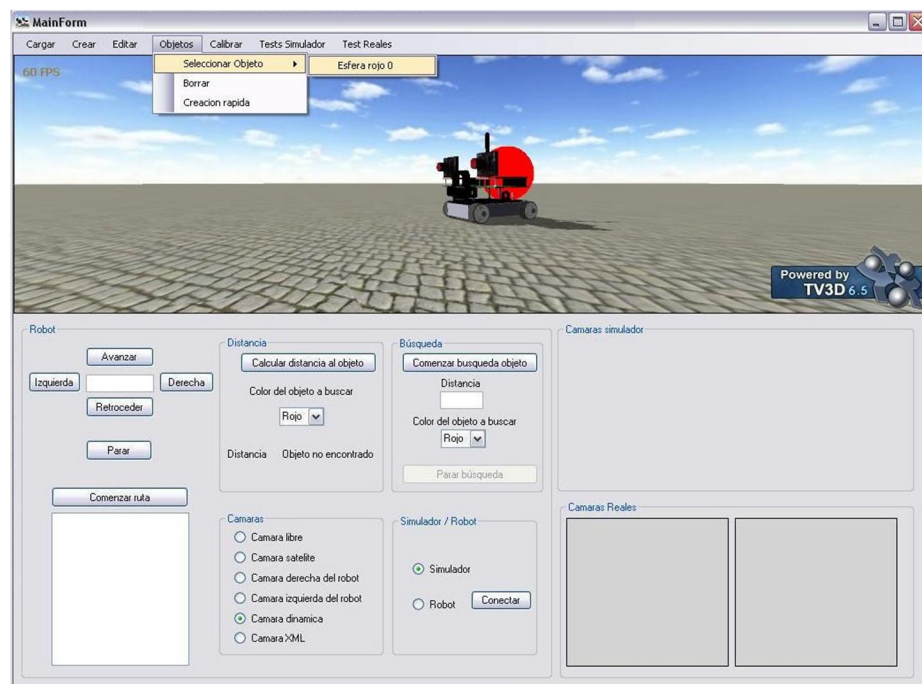 MainForm
Cargar Crear Editar Objetos Calibrar Tests Simulador Test Reales
60 FPS
Seleccionar Objeto
Esfera rojo 0
Borrar
Creacion rapida
Powered by
TV3D 6.5
Robot
Avanzar
Izquierda
Derecha
Retroceder
Parar
Comenzar ruta
Distancia
Calcular distancia al objeto
Color del objeto a buscar
Rojo
Distancia Objeto no encontrado
Búsqueda
Comenzar busqueda objeto
Distancia
Color del objeto a buscar
Rojo
Parar búsqueda
Camaras
Camara libre
Camara satelite
Camara derecha del robot
Camara izquierda del robot
Camara dinamica
Camara XML
Simulador / Robot
Simulador
Robot
Conectar
Camaras simulador
Camaras Reales